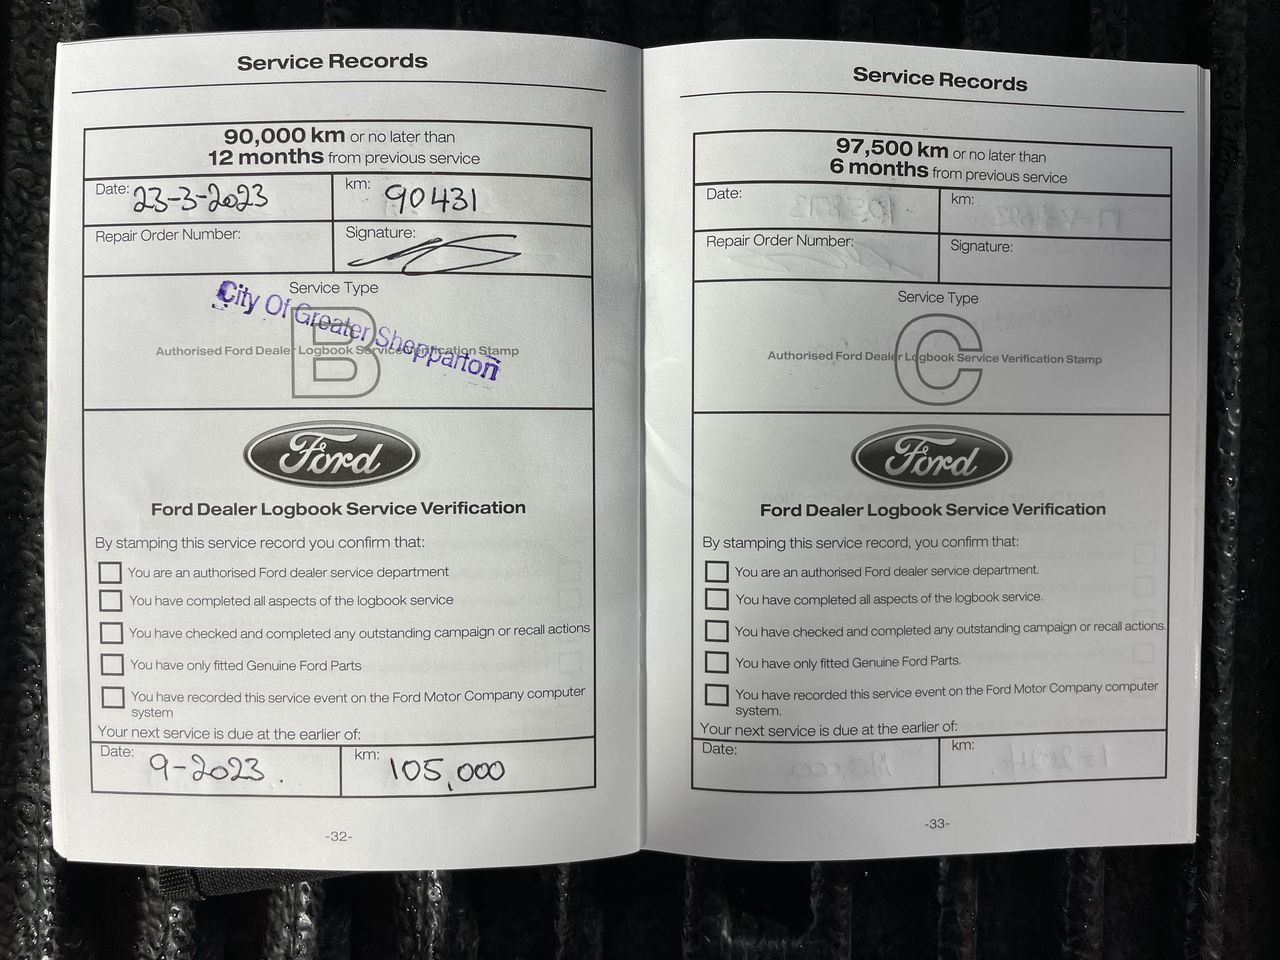 Service Records
90,000 km or no later than
12 months from previous service
Date: 23-3-2023
km: 90431
Repair Order Number:
Signature:
Service Type
City Of Greater Shepparton
B
Authorised Ford Dealer Logbook Service Verification Stamp
Ford
Ford Dealer Logbook Service Verification
By stamping this service record you confirm that:
You are an authorised Ford dealer service department
You have completed all aspects of the logbook service
You have checked and completed any outstanding campaign or recall actions
You have only fitted Genuine Ford Parts
You have recorded this service event on the Ford Motor Company computer
system
Your next service is due at the earlier of:
Date: 9-2023.
km: 105,000
-32-
Service Records
97,500 km or no later than
6 months from previous service
Date:
km:
Repair Order Number:
Signature:
Service Type
C
Authorised Ford Dealer Logbook Service Verification Stamp
Ford
Ford Dealer Logbook Service Verification
By stamping this service record, you confirm that:
You are an authorised Ford dealer service department.
You have completed all aspects of the logbook service.
You have checked and completed any outstanding campaign or recall actions.
You have only fitted Genuine Ford Parts.
You have recorded this service event on the Ford Motor Company computer
system.
Your next service is due at the earlier of:
Date:
km:
-33-